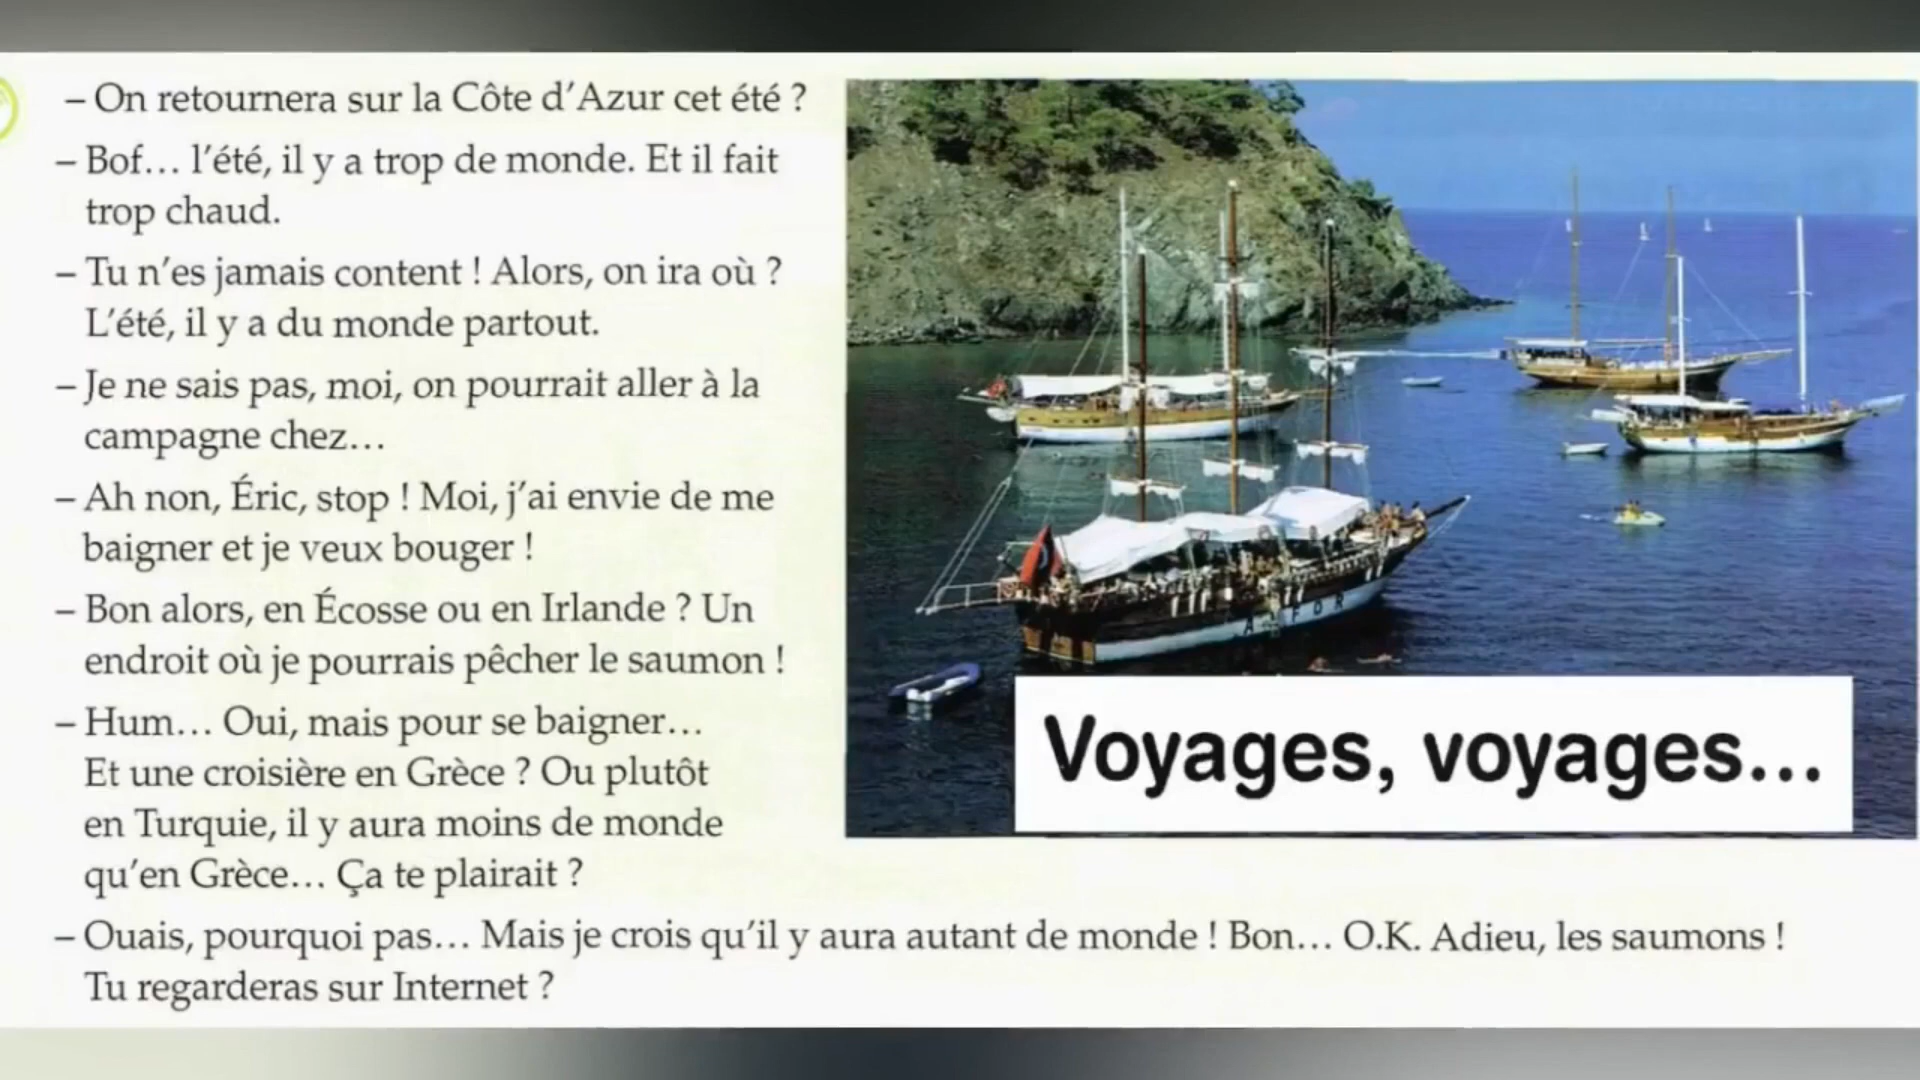 – On retournera sur la Côte d'Azur cet été ?
– Bof… l'été, il y a trop de monde. Et il fait
trop chaud.
– Tu n'es jamais content ! Alors, on ira où ?
L'été, il y a du monde partout.
– Je ne sais pas, moi, on pourrait aller à la
campagne chez…
– Ah non, Éric, stop ! Moi, j'ai envie de me
baigner et je veux bouger !
– Bon alors, en Écosse ou en Irlande ? Un
endroit où je pourrais pêcher le saumon !
– Hum… Oui, mais pour se baigner…
Et une croisière en Grèce ? Ou plutôt
en Turquie, il y aura moins de monde
qu'en Grèce… Ça te plairait ?
– Ouais, pourquoi pas… Mais je crois qu'il y aura autant de monde ! Bon… O.K. Adieu, les saumons !
Tu regarderas sur Internet ?
Voyages, voyages…